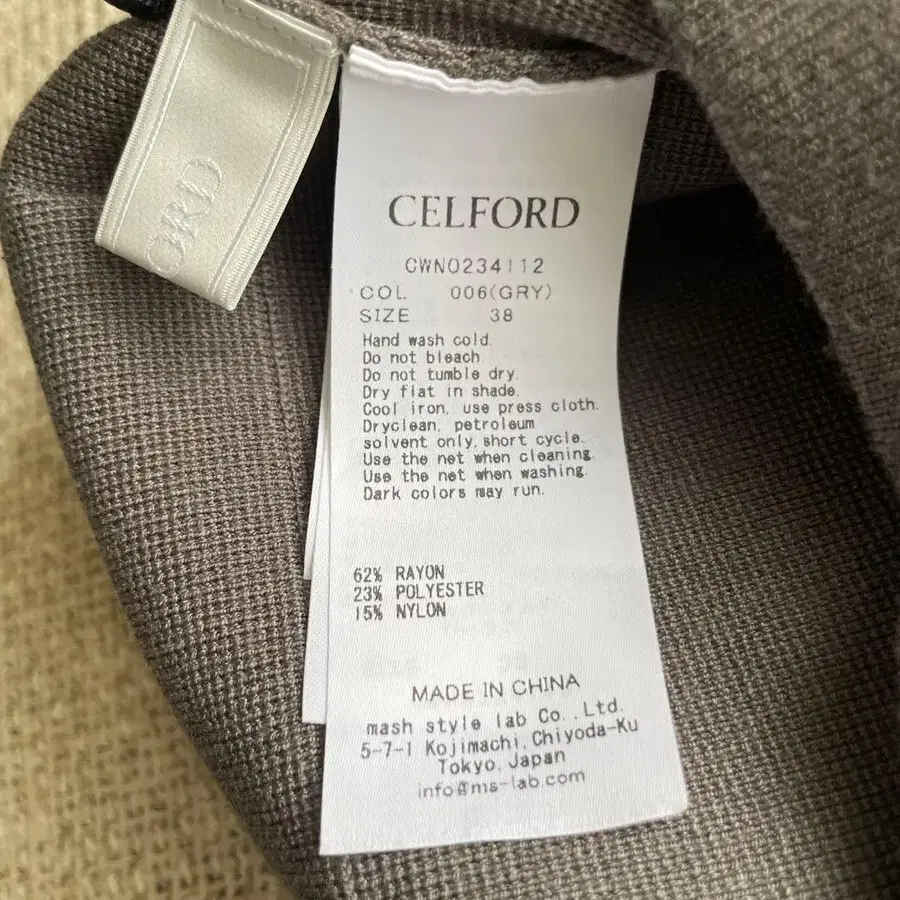 ORD
CELFORD
CWNO234112
COL. 006(GRY)
SIZE 38
Hand wash cold.
Do not bleach.
Do not tumble dry.
Dry flat in shade.
Cool iron, use press cloth.
Dryclean, petroleum
solvent only, short cycle.
Use the net when cleaning.
Use the net when washing.
Dark colors may run.
62% RAYON
23% POLYESTER
15% NYLON
MADE IN CHINA
mash style lab Co., Ltd.
5-7-1 Kojimachi, Chiyoda-Ku
Tokyo, Japan
info@ms-lab.com